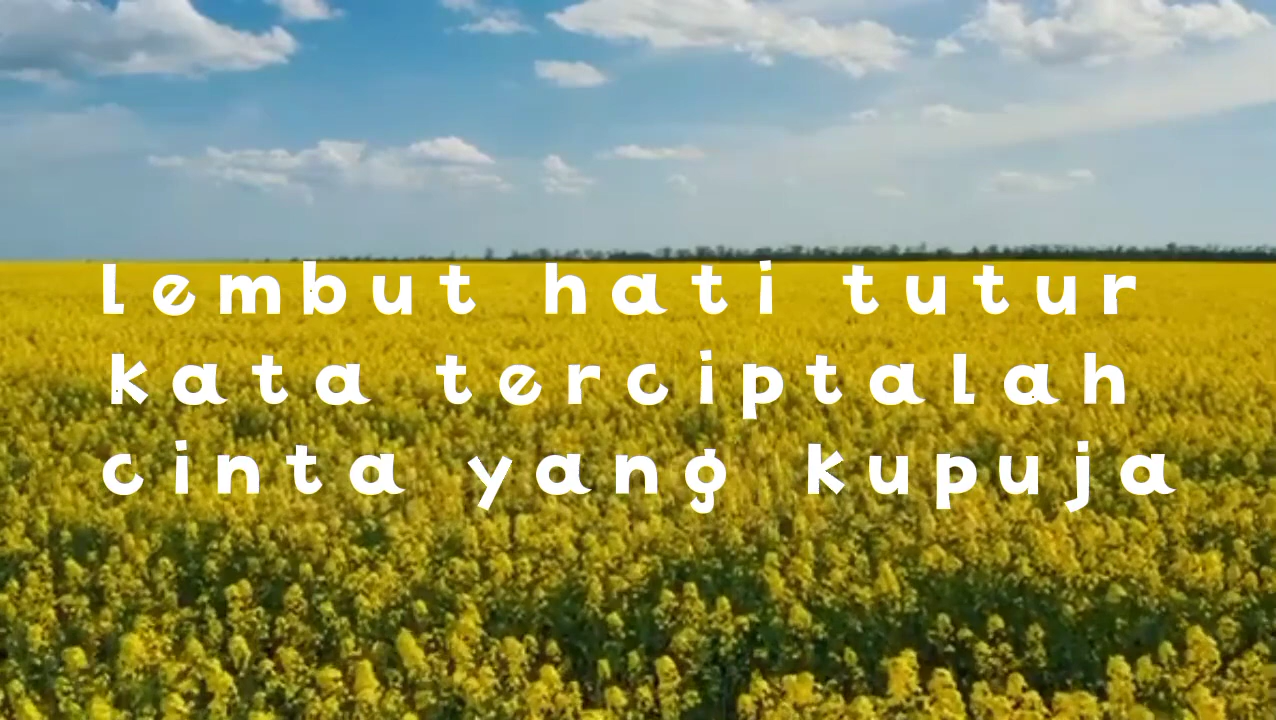 lembut hati tutur
kata terciptalah
cinta yang kupuja